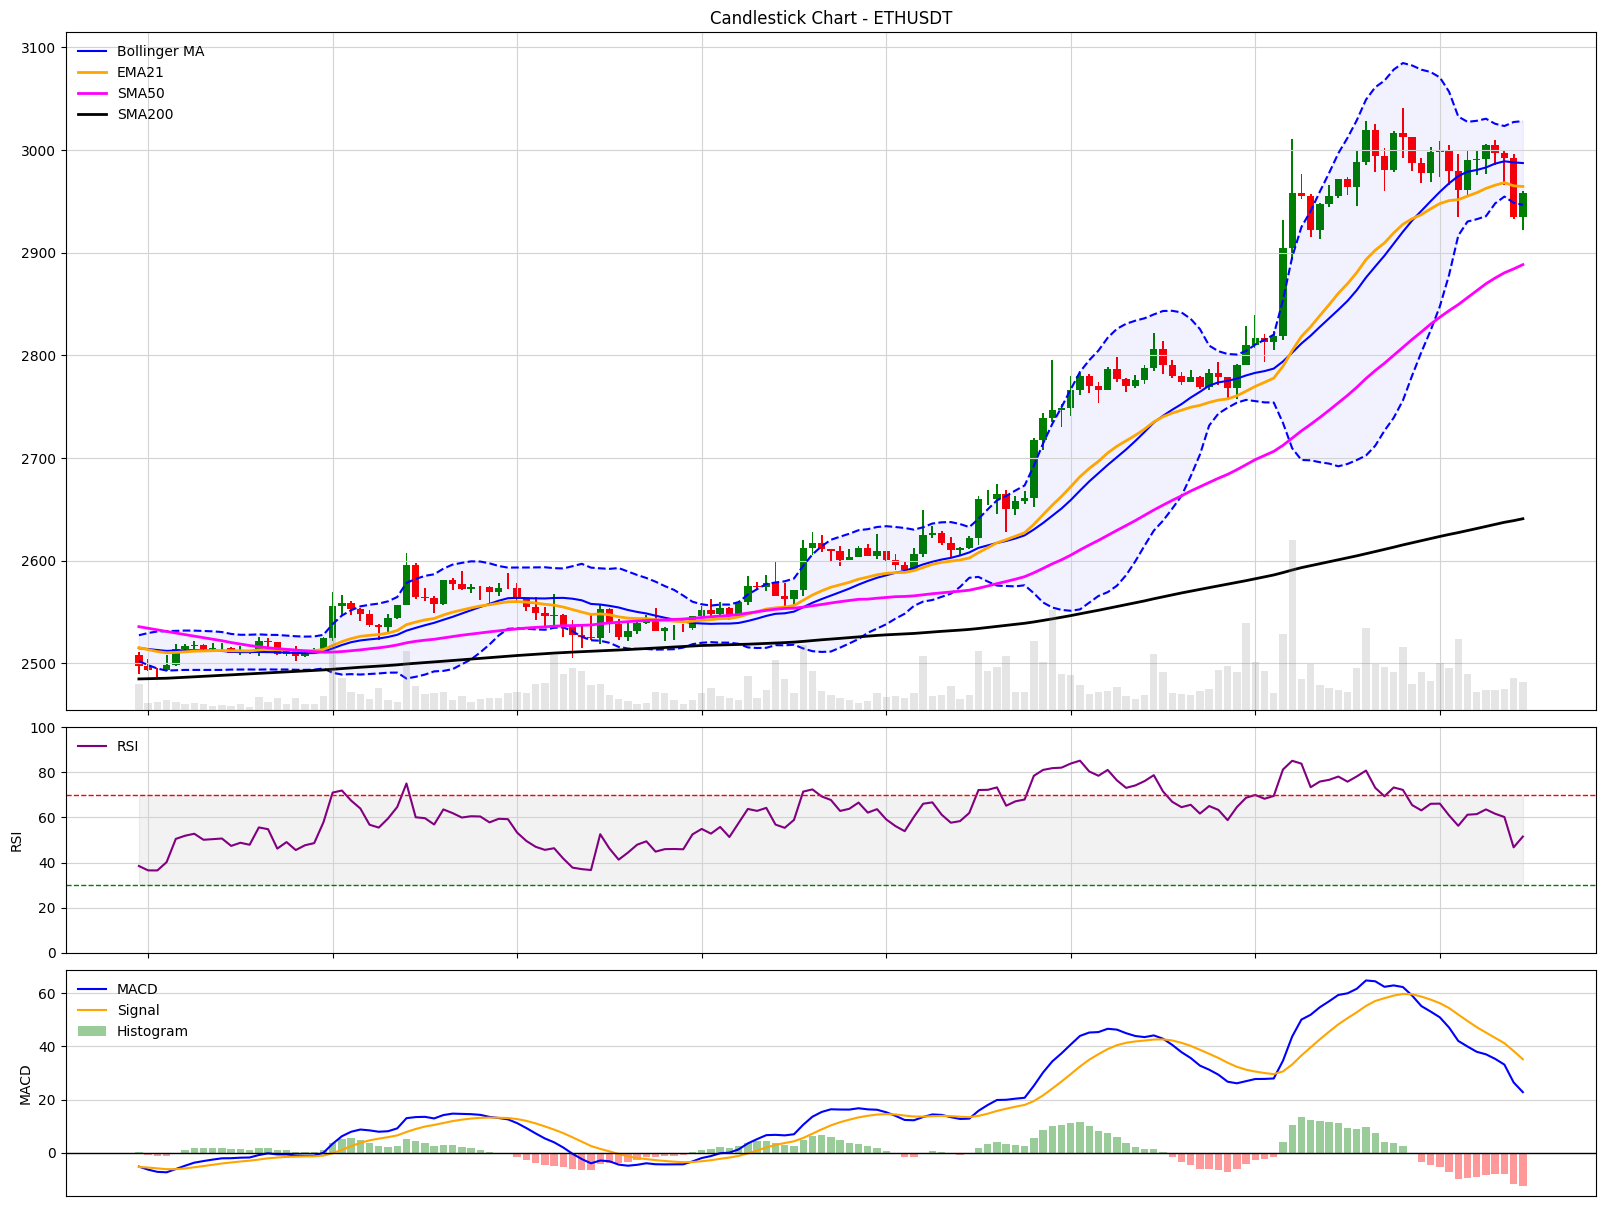 Candlestick Chart - ETHUSDT
Bollinger MA
EMA21
SMA50
SMA200
3100
3000
2900
2800
2700
2600
2500
RSI
RSI
100
80
60
40
20
0
MACD
Signal
Histogram
MACD
60
40
20
0